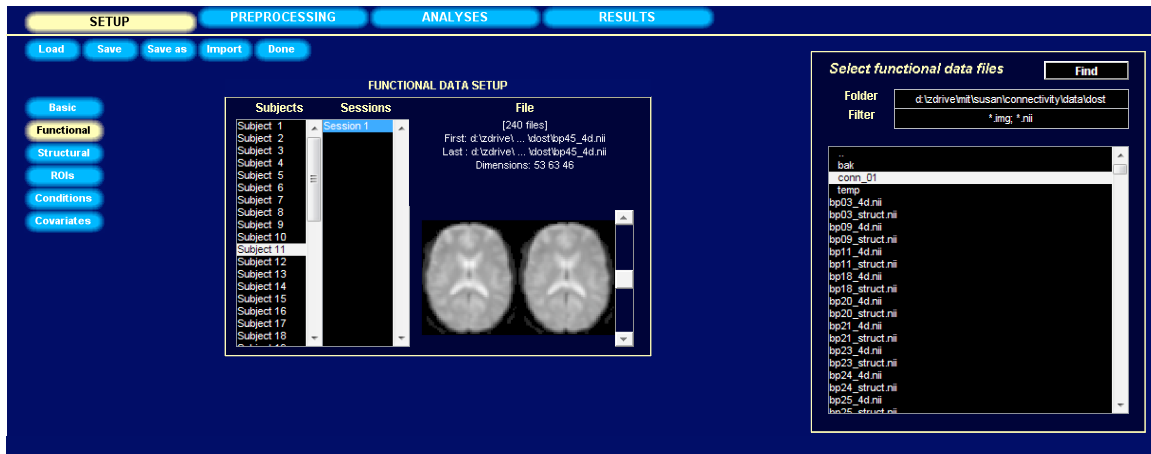 SETUP PREPROCESSING ANALYSES RESULTS
Load Save Save as Import Done
Basic
Functional
Structural
ROIs
Conditions
Covariates
FUNCTIONAL DATA SETUP
Subjects Sessions File
Subject 1
Subject 2
Subject 3
Subject 4
Subject 5
Subject 6
Subject 7
Subject 8
Subject 9
Subject 10
Subject 11
Subject 12
Subject 13
Subject 14
Subject 15
Subject 16
Subject 17
Subject 18
Session 1
[240 files]
First: d:\zdrive\ ... \dost\bp45_4d.nii
Last : d:\zdrive\ ... \dost\bp45_4d.nii
Dimensions: 53 63 46
Select functional data files Find
Folder d:\zdrive\mit\susan\connectivity\data\dost
Filter *.img; *.nii
..
bak
conn_01
temp
bp03_4d.nii
bp03_struct.nii
bp09_4d.nii
bp09_struct.nii
bp11_4d.nii
bp11_struct.nii
bp18_4d.nii
bp18_struct.nii
bp20_4d.nii
bp20_struct.nii
bp21_4d.nii
bp21_struct.nii
bp23_4d.nii
bp23_struct.nii
bp24_4d.nii
bp24_struct.nii
bp25_4d.nii
bp25_struct.nii